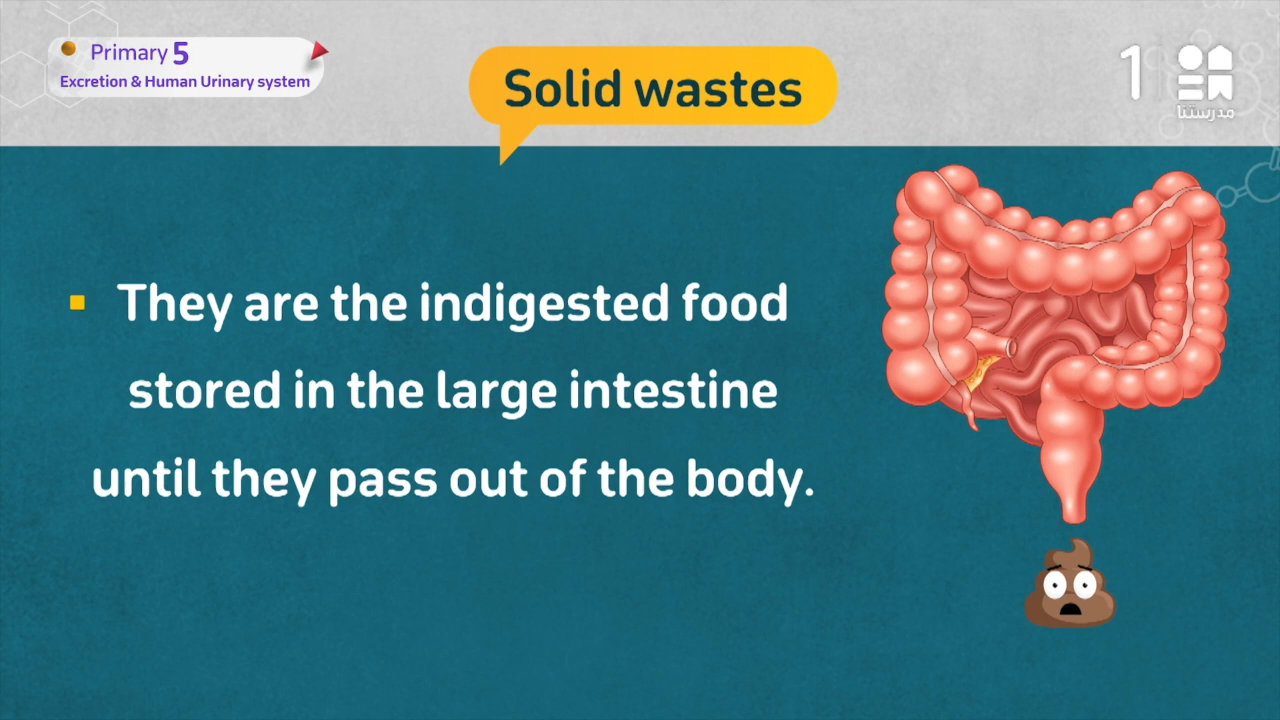 Primary 5
Excretion & Human Urinary system
Solid wastes
1
مدرستنا
▪ They are the indigested food
stored in the large intestine
until they pass out of the body.